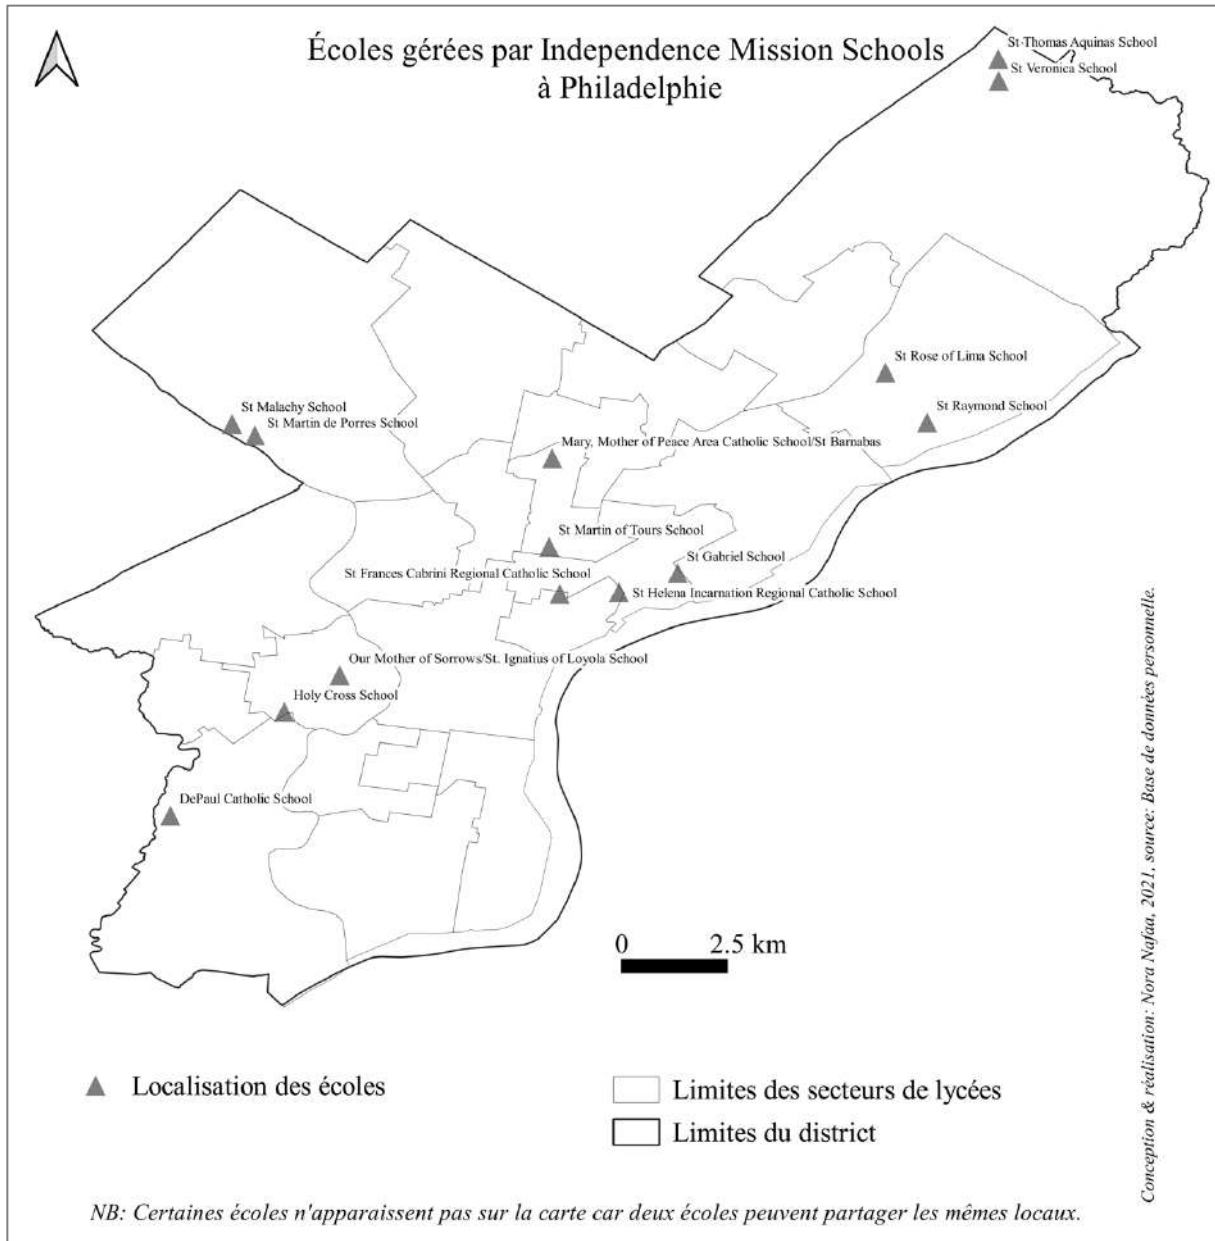 Écoles gérées par Independence Mission Schools
à Philadelphie
St Thomas Aquinas School
St Veronica School
St Rose of Lima School
St Malachy School
St Raymond School
St Martin de Porres School
Mary, Mother of Peace Area Catholic School/St Barnabas
St Martin of Tours School
St Gabriel School
St Frances Cabrini Regional Catholic School
St Helena Incarnation Regional Catholic School
Our Mother of Sorrows/St. Ignatius of Loyola School
Holy Cross School
DePaul Catholic School
0 2.5 km
Localisation des écoles
Limites des secteurs de lycées
Limites du district
Conception & réalisation: Nora Nafaa, 2021, source: Base de données personnelle.
NB: Certaines écoles n'apparaissent pas sur la carte car deux écoles peuvent partager les mêmes locaux.